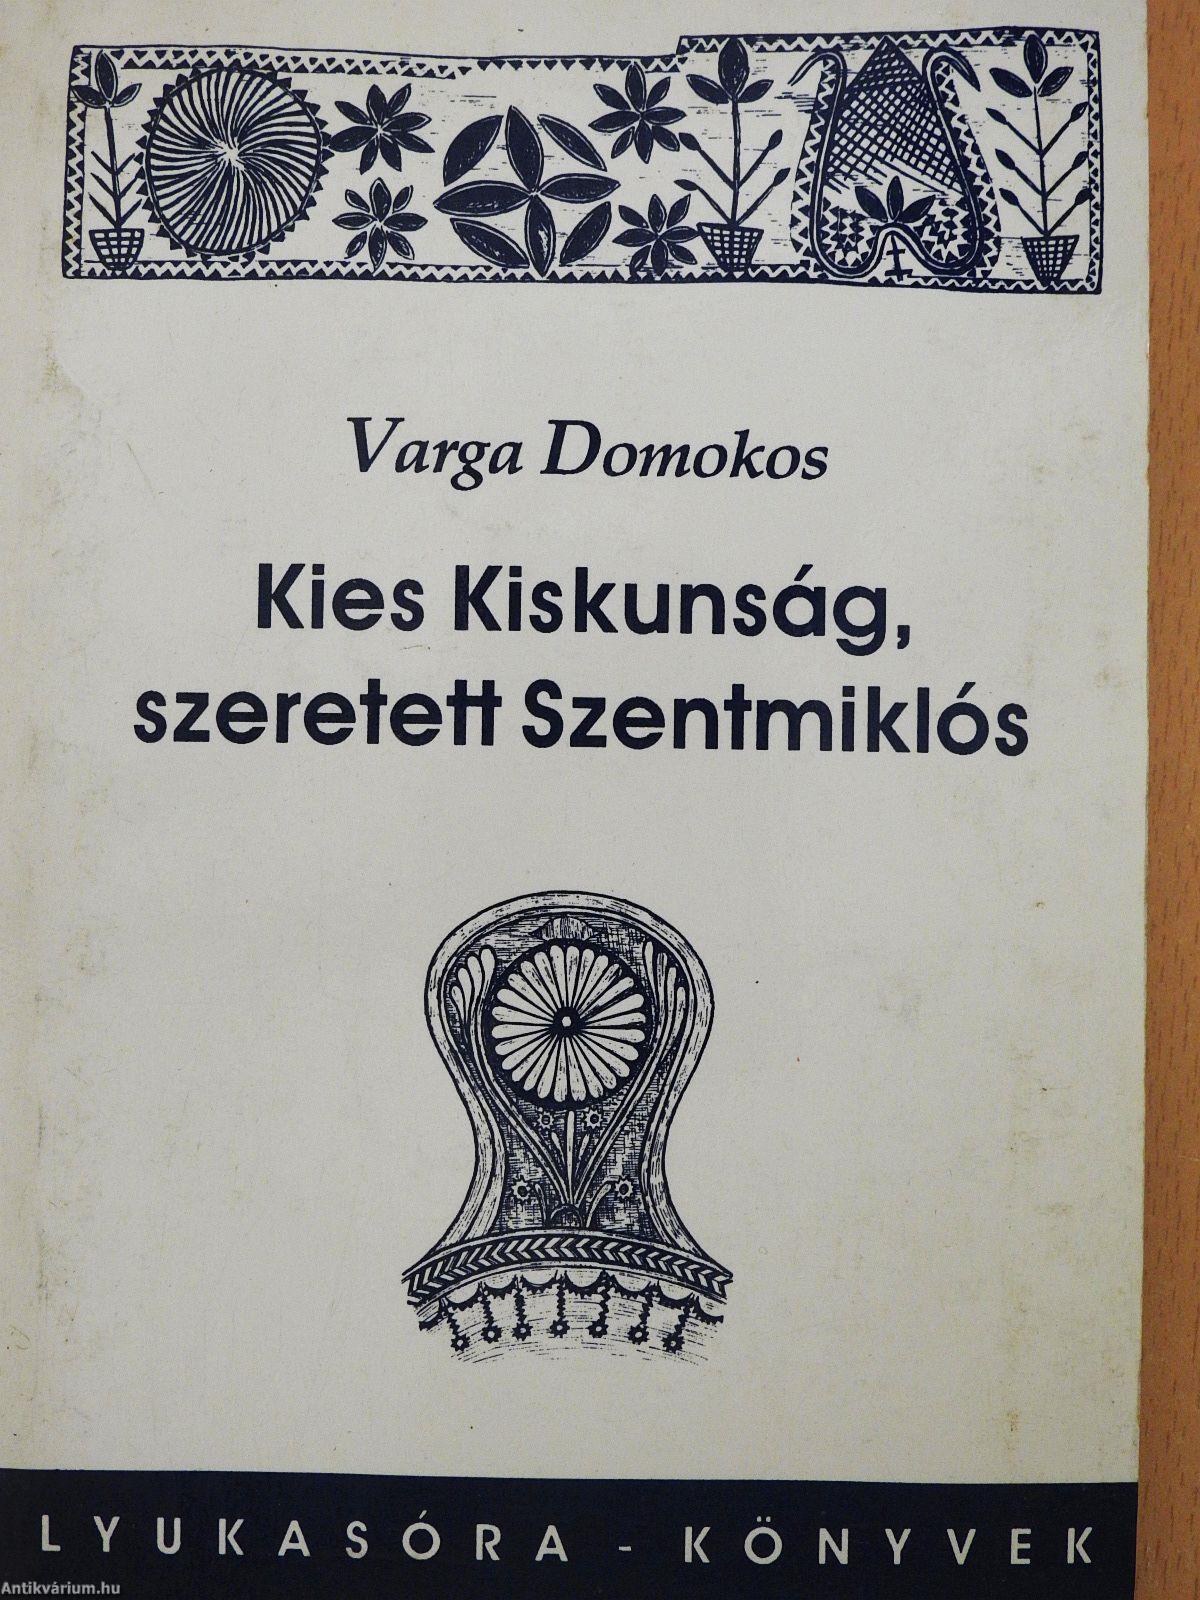 Varga Domokos
Kies Kiskunság,
szeretett Szentmiklós
LYUKASÓRA - KÖNYVEK
Antikvárium.hu